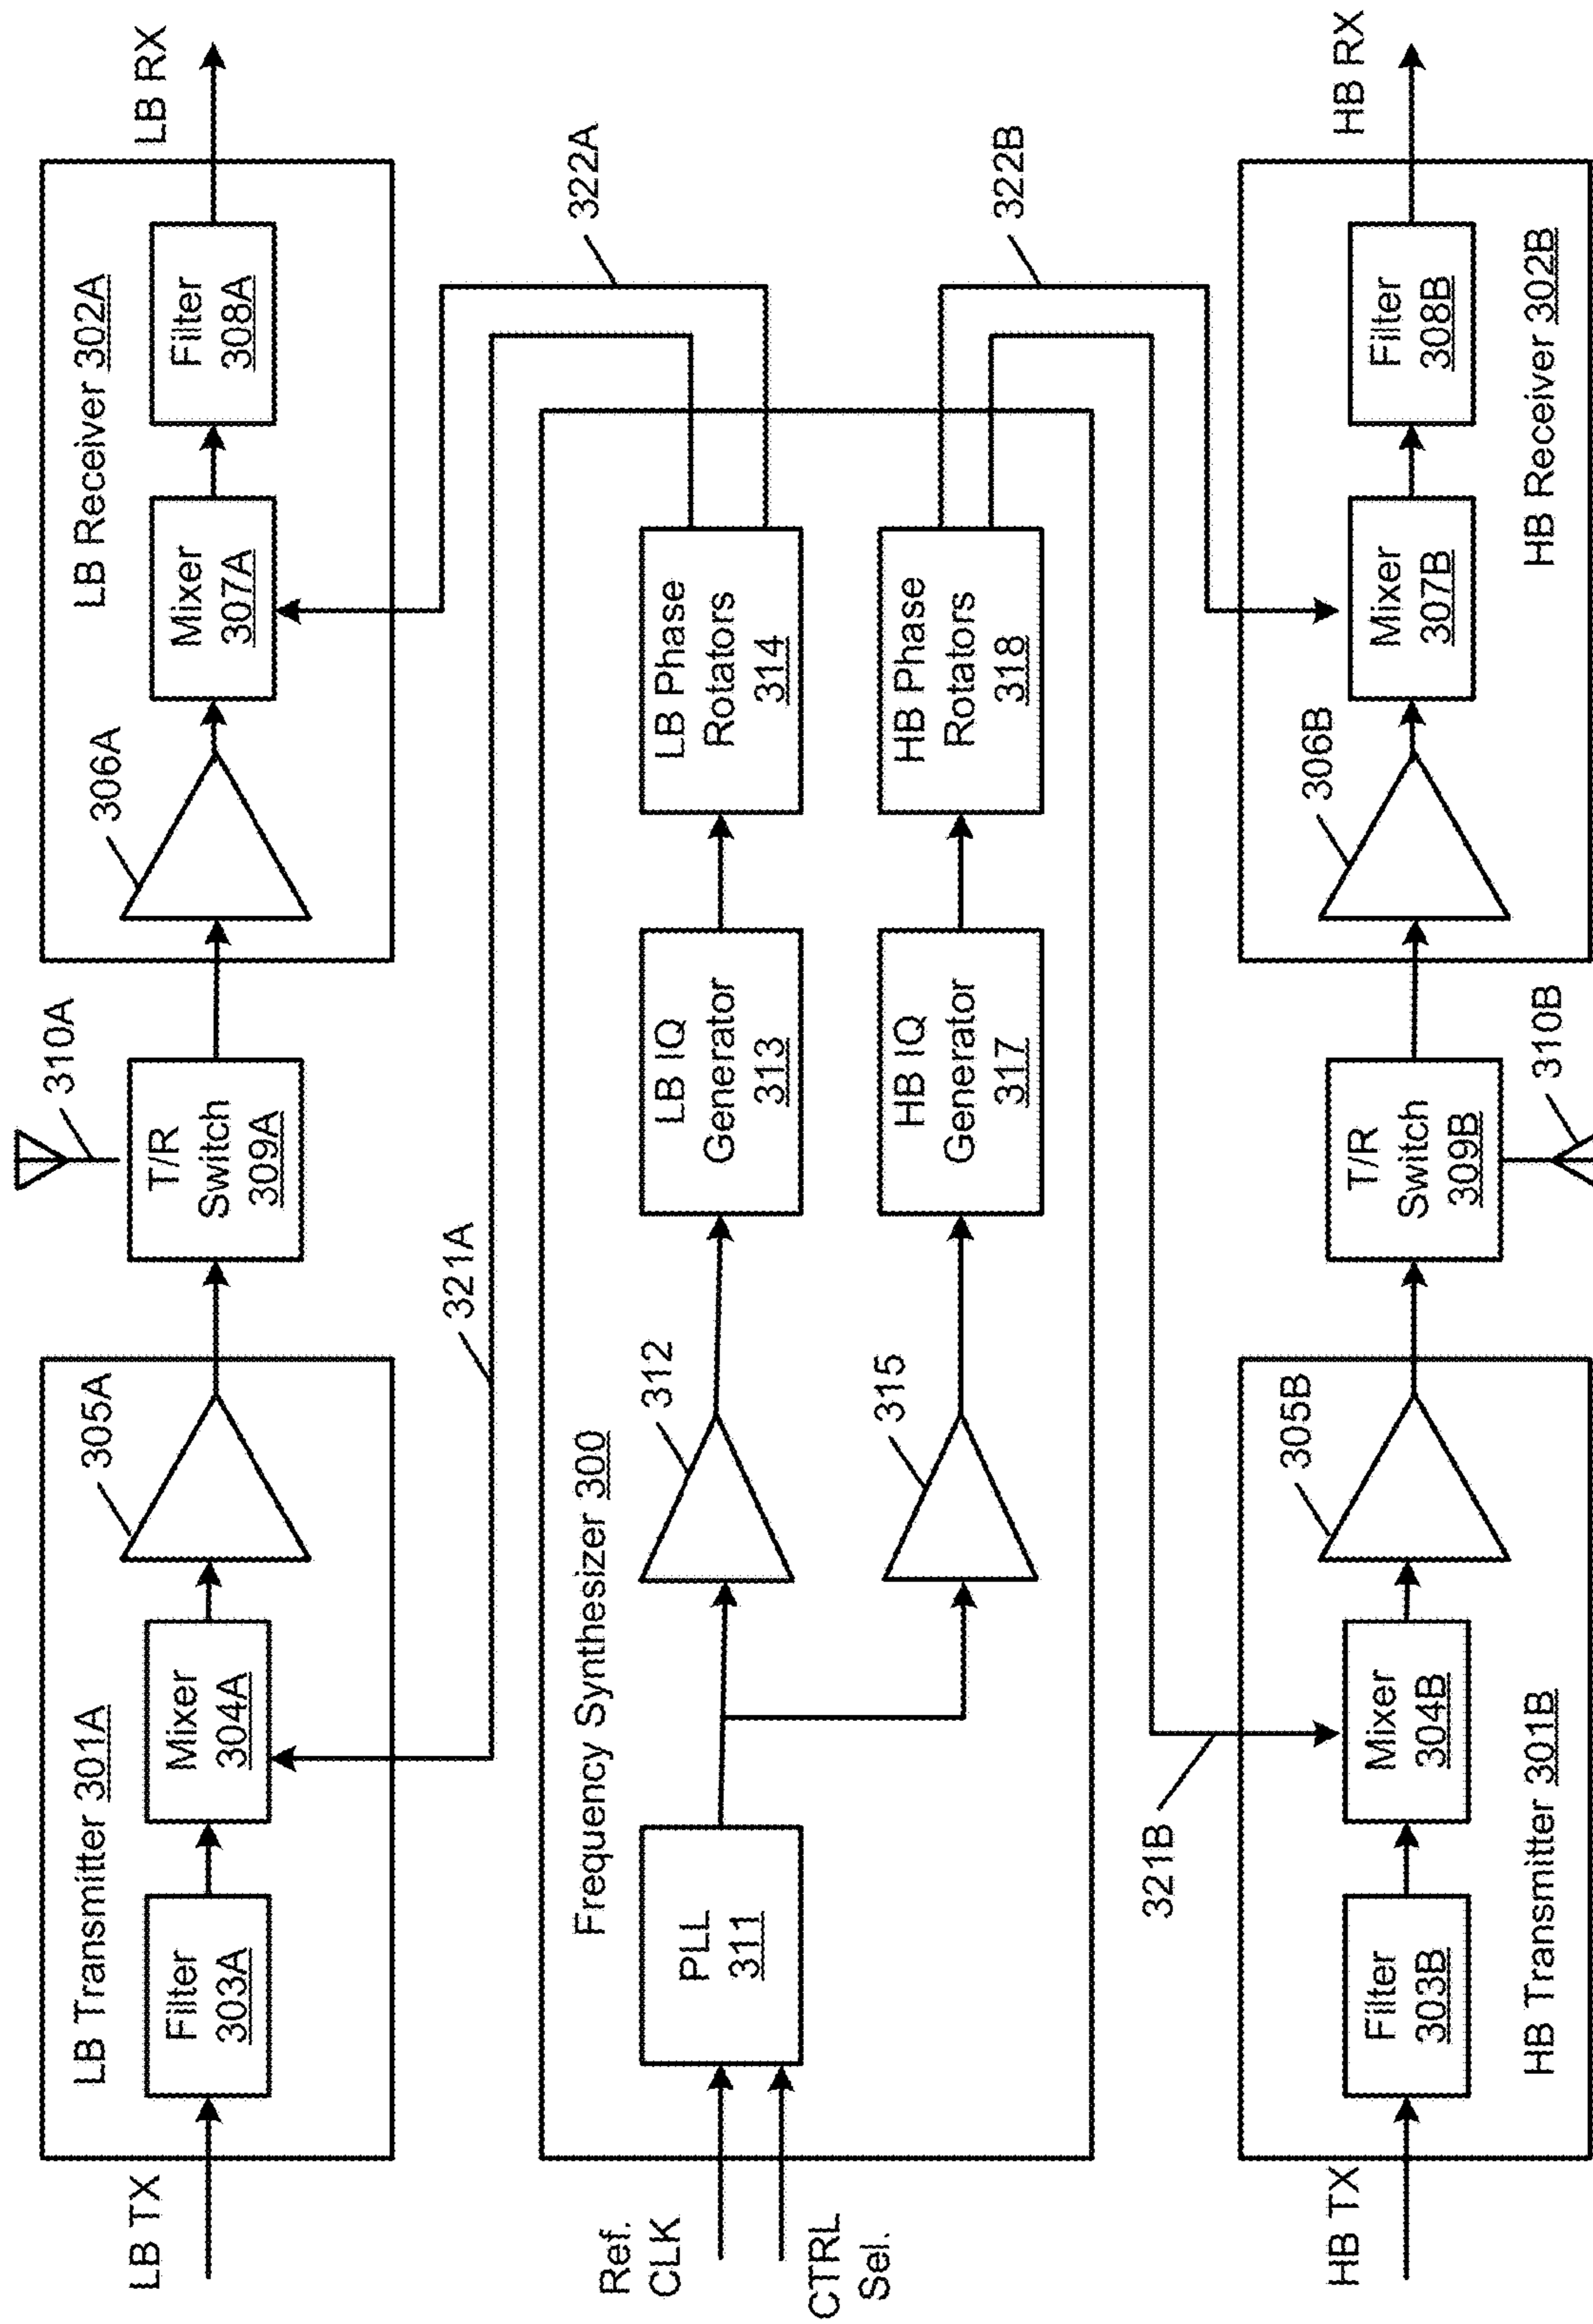 LB TX
LB Transmitter 301A
Filter
303A
Mixer
304A
305A
310A
T/R
Switch
309A
LB Receiver 302A
306A
Mixer
307A
Filter
308A
LB RX
321A
322A
Frequency Synthesizer 300
Ref.
CLK
CTRL
Sel.
PLL
311
312
LB IQ
Generator
313
LB Phase
Rotators
314
315
HB IQ
Generator
317
HB Phase
Rotators
318
321B
322B
HB TX
Filter
303B
Mixer
304B
305B
HB Transmitter 301B
T/R
Switch
309B
310B
306B
Mixer
307B
Filter
308B
HB Receiver 302B
HB RX